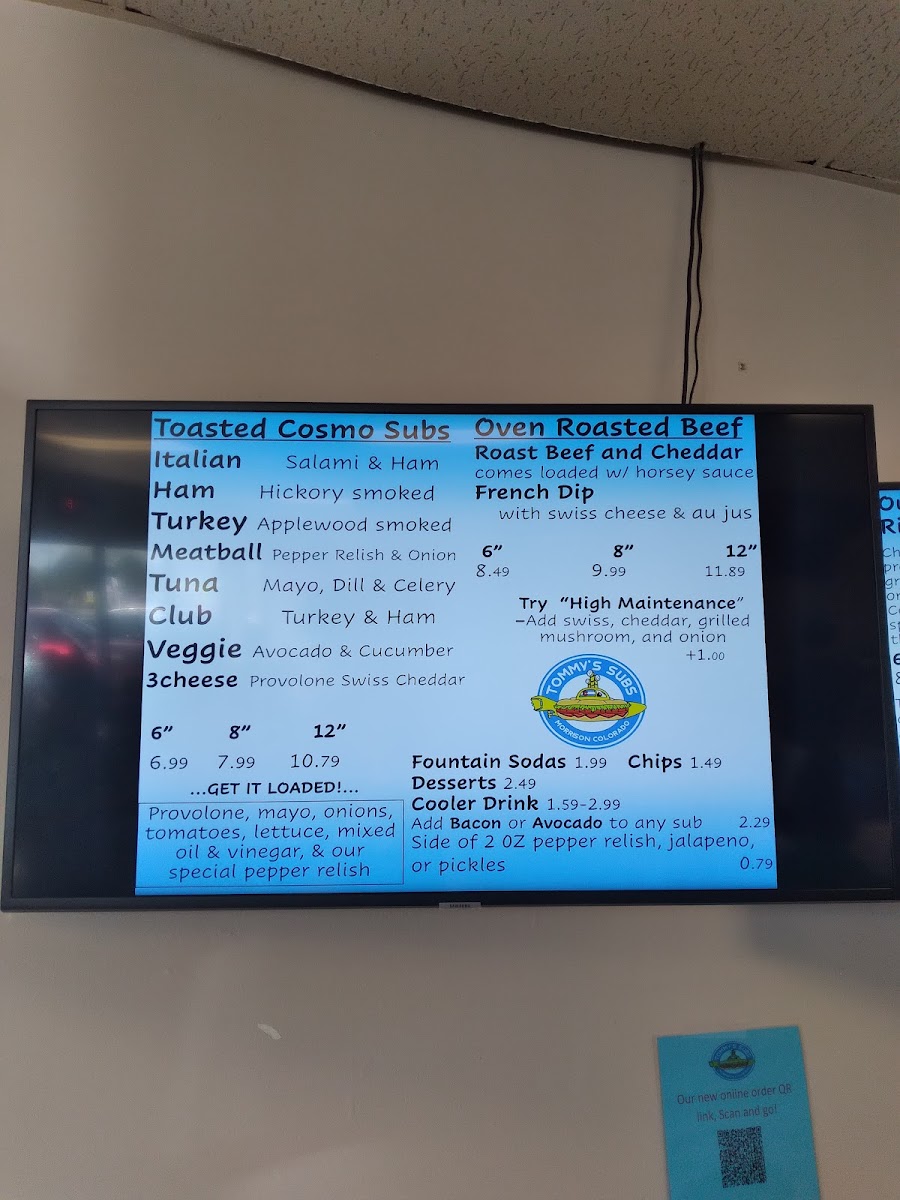 Toasted Cosmo Subs
Italian Salami & Ham
Ham Hickory smoked
Turkey Applewood smoked
Meatball Pepper Relish & Onion
Tuna Mayo, Dill & Celery
Club Turkey & Ham
Veggie Avocado & Cucumber
3cheese Provolone Swiss Cheddar
6” 8” 12”
6.99 7.99 10.79
...GET IT LOADED!...
Provolone, mayo, onions,
tomatoes, lettuce, mixed
oil & vinegar, & our
special pepper relish
Oven Roasted Beef
Roast Beef and Cheddar
comes loaded w/ horsey sauce
French Dip
with swiss cheese & au jus
6” 8” 12”
8.49 9.99 11.89
Try “High Maintenance”
–Add swiss, cheddar, grilled
mushroom, and onion
+1.00
TOMMY'S SUBS
MORRISON COLORADO
Fountain Sodas 1.99 Chips 1.49
Desserts 2.49
Cooler Drink 1.59-2.99
Add Bacon or Avocado to any sub 2.29
Side of 2 OZ pepper relish, jalapeno,
or pickles 0.79
SAMSUNG
Our new online order QR
link, Scan and go!